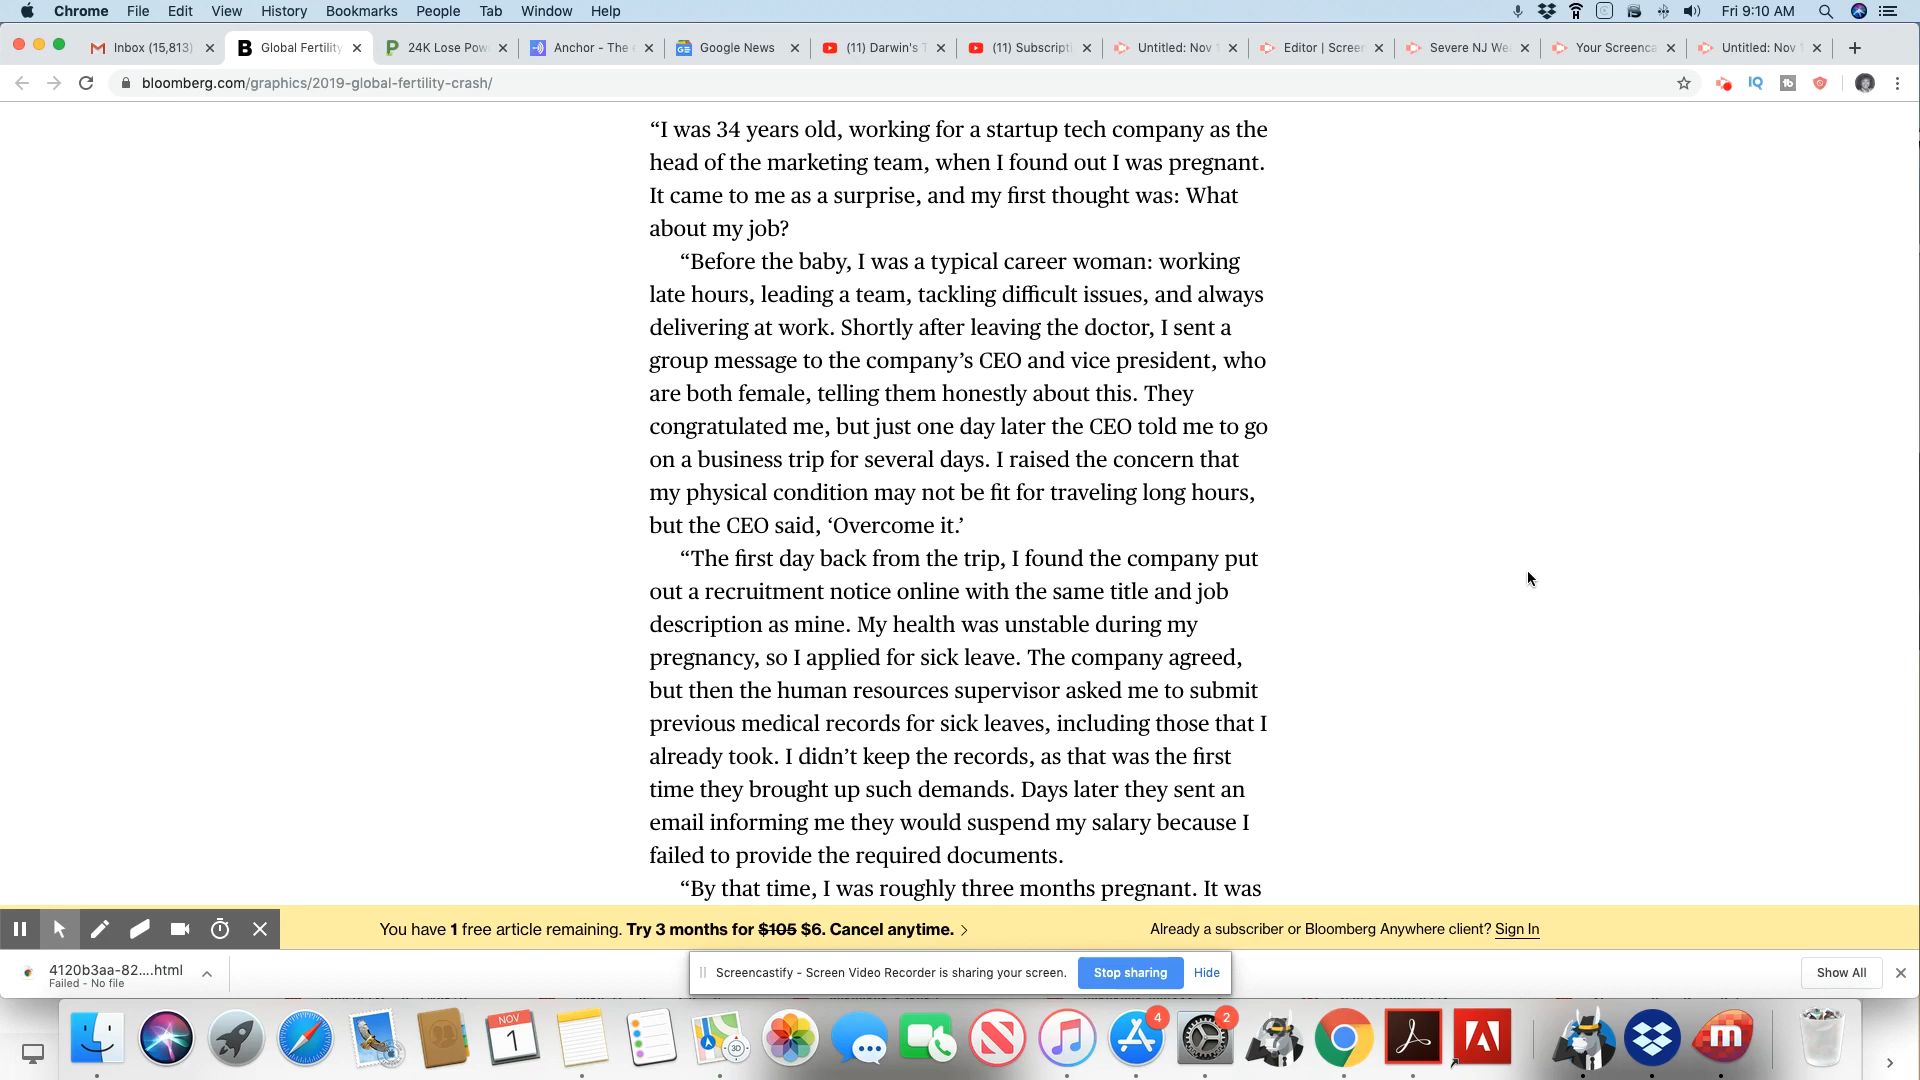 Chrome File Edit View History Bookmarks People Tab Window Help Fri 9:10 AM
Inbox (15,813) Global Fertility 24K Lose Pow Anchor - The Google News (11) Darwin's T (11) Subscripti Untitled: Nov 1 Editor | Screen Severe NJ We Your Screenca Untitled: Nov 1
bloomberg.com/graphics/2019-global-fertility-crash/ IQ tb
“I was 34 years old, working for a startup tech company as the
head of the marketing team, when I found out I was pregnant.
It came to me as a surprise, and my first thought was: What
about my job?
“Before the baby, I was a typical career woman: working
late hours, leading a team, tackling difficult issues, and always
delivering at work. Shortly after leaving the doctor, I sent a
group message to the company’s CEO and vice president, who
are both female, telling them honestly about this. They
congratulated me, but just one day later the CEO told me to go
on a business trip for several days. I raised the concern that
my physical condition may not be fit for traveling long hours,
but the CEO said, ‘Overcome it.’
“The first day back from the trip, I found the company put
out a recruitment notice online with the same title and job
description as mine. My health was unstable during my
pregnancy, so I applied for sick leave. The company agreed,
but then the human resources supervisor asked me to submit
previous medical records for sick leaves, including those that I
already took. I didn’t keep the records, as that was the first
time they brought up such demands. Days later they sent an
email informing me they would suspend my salary because I
failed to provide the required documents.
“By that time, I was roughly three months pregnant. It was
You have 1 free article remaining. Try 3 months for $105 $6. Cancel anytime. > Already a subscriber or Bloomberg Anywhere client? Sign In
4120b3aa-82....html
Failed - No file
Screencastify - Screen Video Recorder is sharing your screen. Stop sharing Hide
Show All
NOV
1
3D
4
2